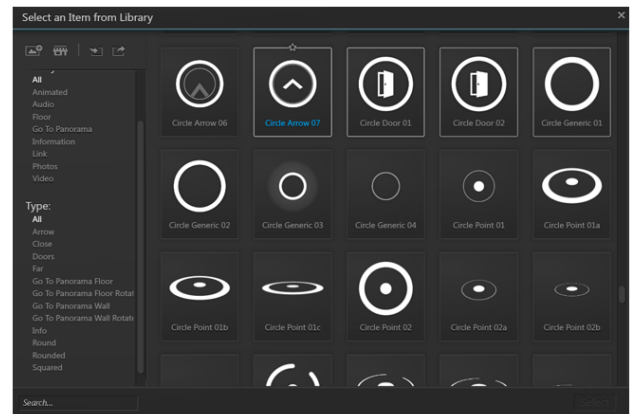 Select an Item from Library
All
Animated
Audio
Floor
Go To Panorama
Information
Link
Photos
Video
Type:
All
Arrow
Close
Doors
Far
Go To Panorama Floor
Go To Panorama Floor Rotat
Go To Panorama Wall
Go To Panorama Wall Rotate
Info
Round
Rounded
Squared
Search...
Circle Arrow 06 Circle Arrow 07 Circle Door 01 Circle Door 02 Circle Generic 01
Circle Generic 02 Circle Generic 03 Circle Generic 04 Circle Point 01 Circle Point 01a
Circle Point 01b Circle Point 01c Circle Point 02 Circle Point 02a Circle Point 02b
Select